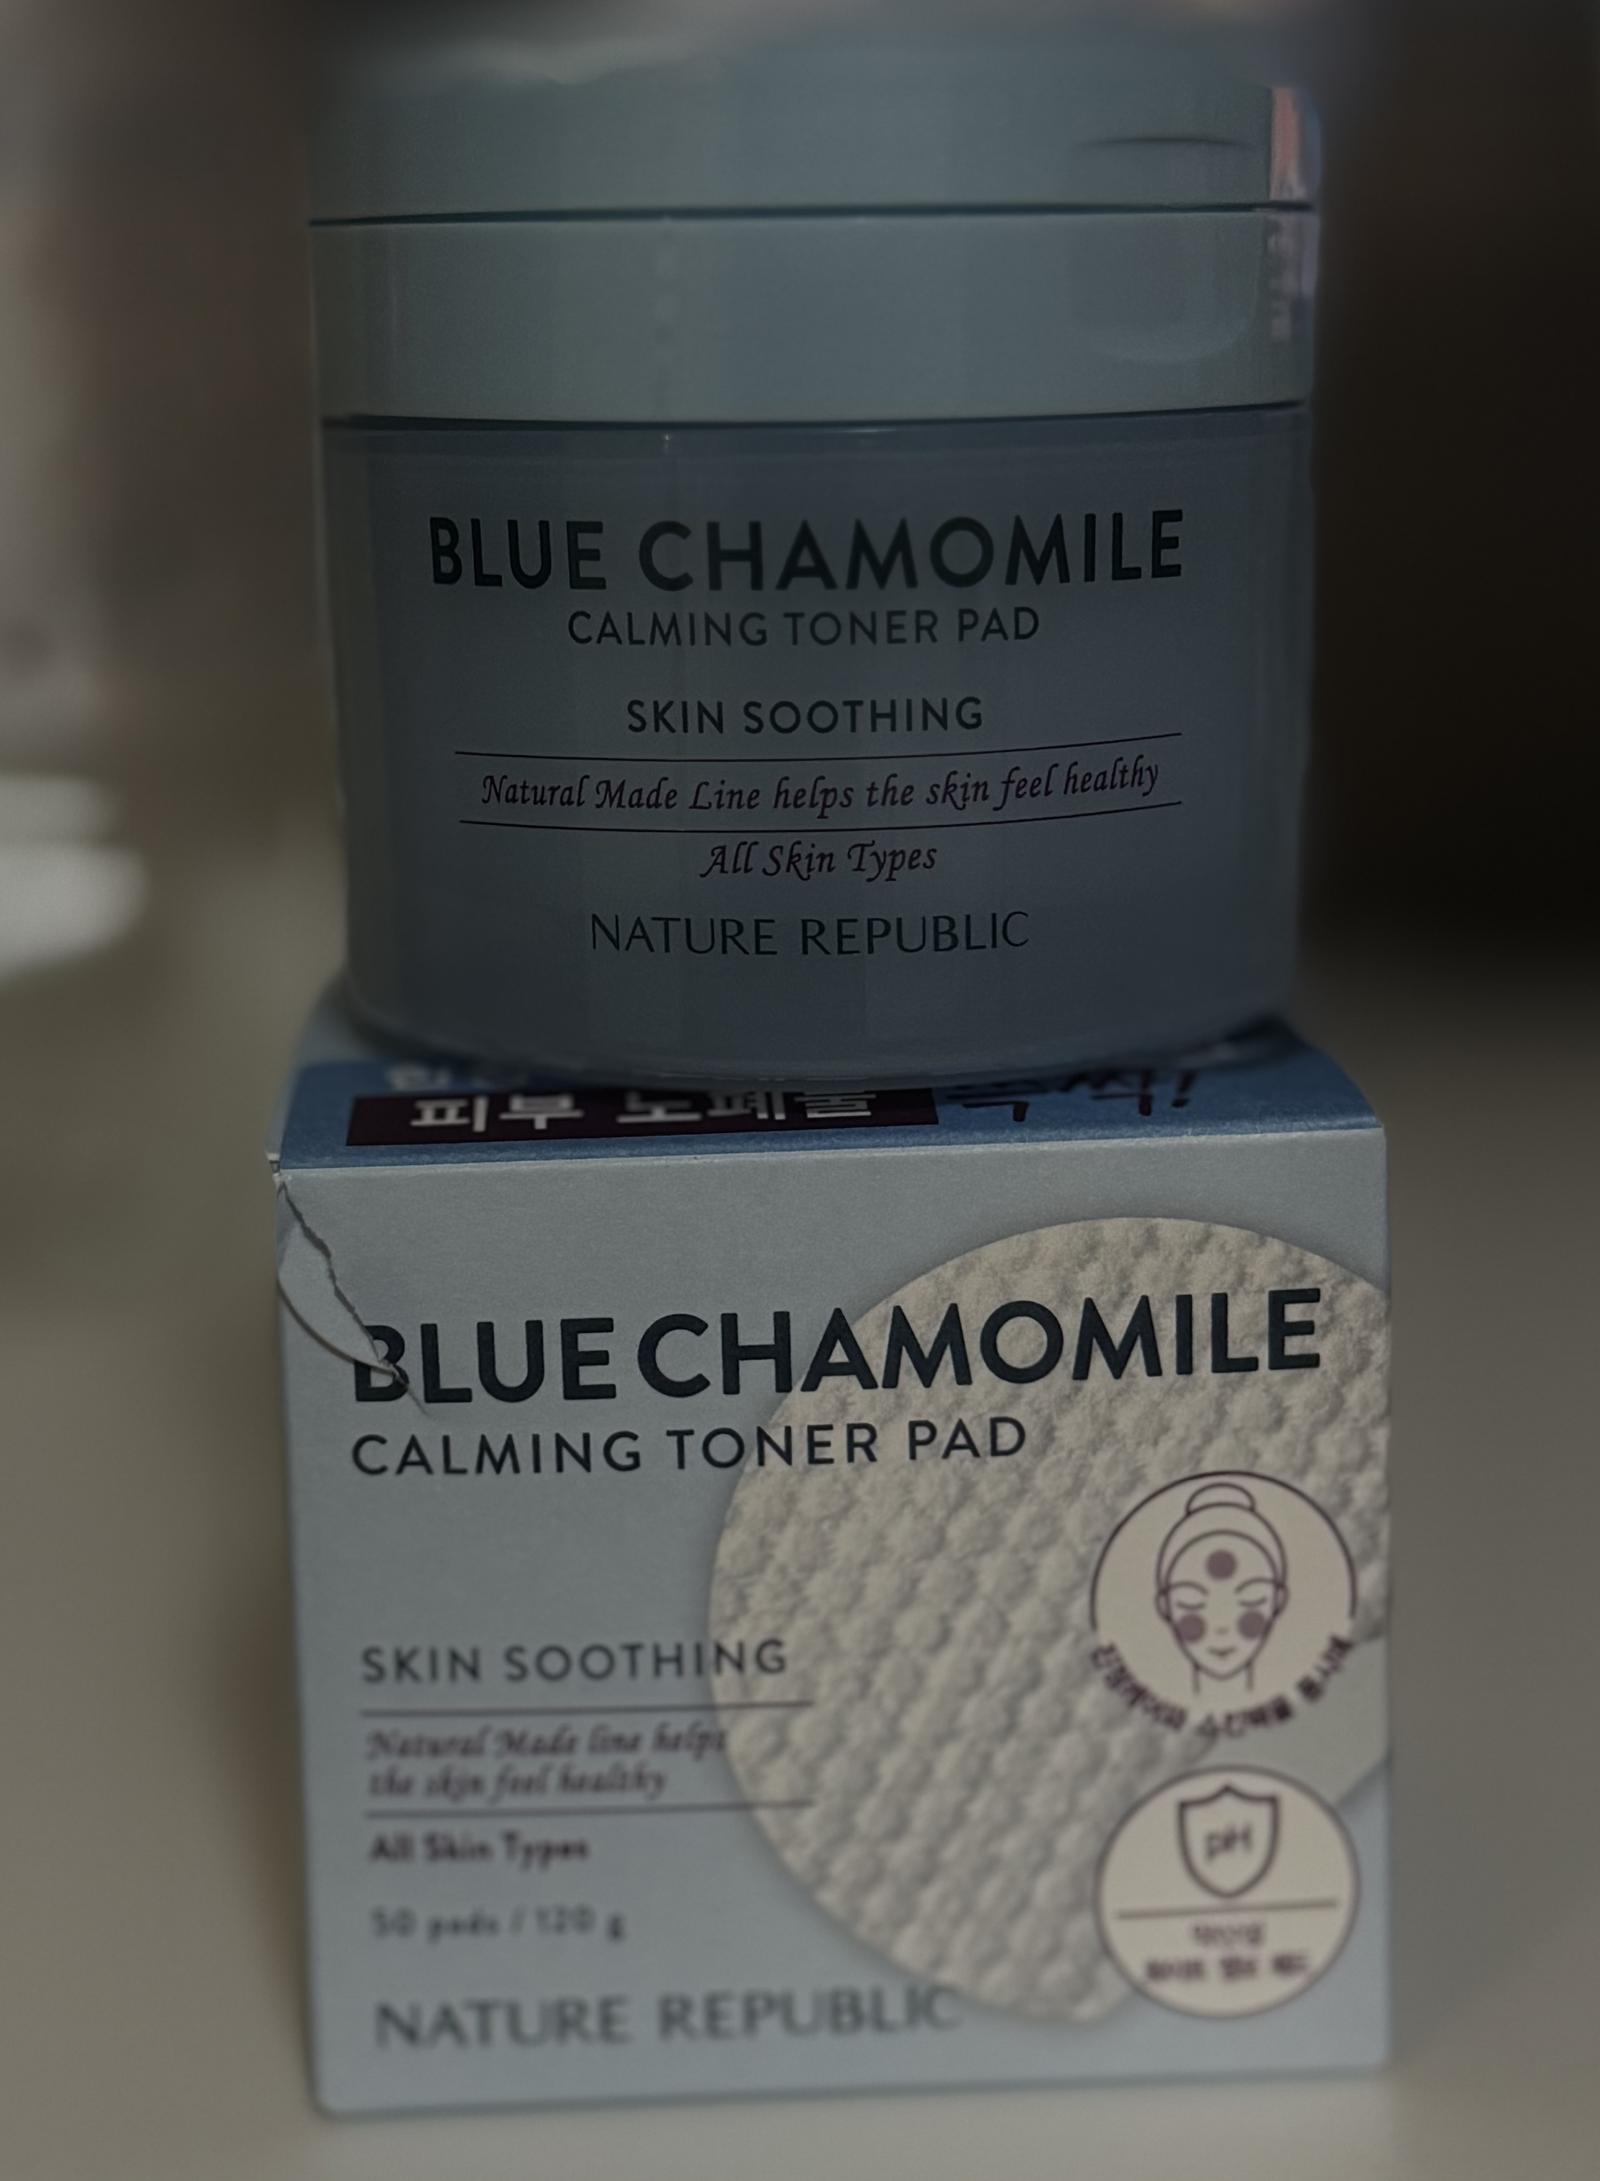 BLUE CHAMOMILE
CALMING TONER PAD
SKIN SOOTHING
Natural Made Line helps the skin feel healthy
All Skin Types
NATURE REPUBLIC
피부 노폐물
BLUE CHAMOMILE
CALMING TONER PAD
SKIN SOOTHING
Natural Made line helps
the skin feel healthy
All Skin Types
50 pads / 120 g
NATURE REPUBLIC
pH